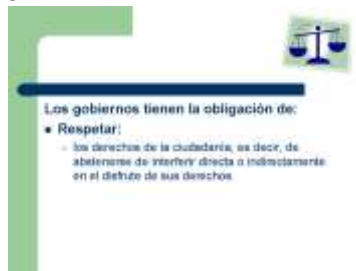 Los gobiernos tienen la obligación de:
Respetar:
los derechos de la ciudadanía, es decir, de
abstenerse de interferir directa o indirectamente
en el disfrute de sus derechos